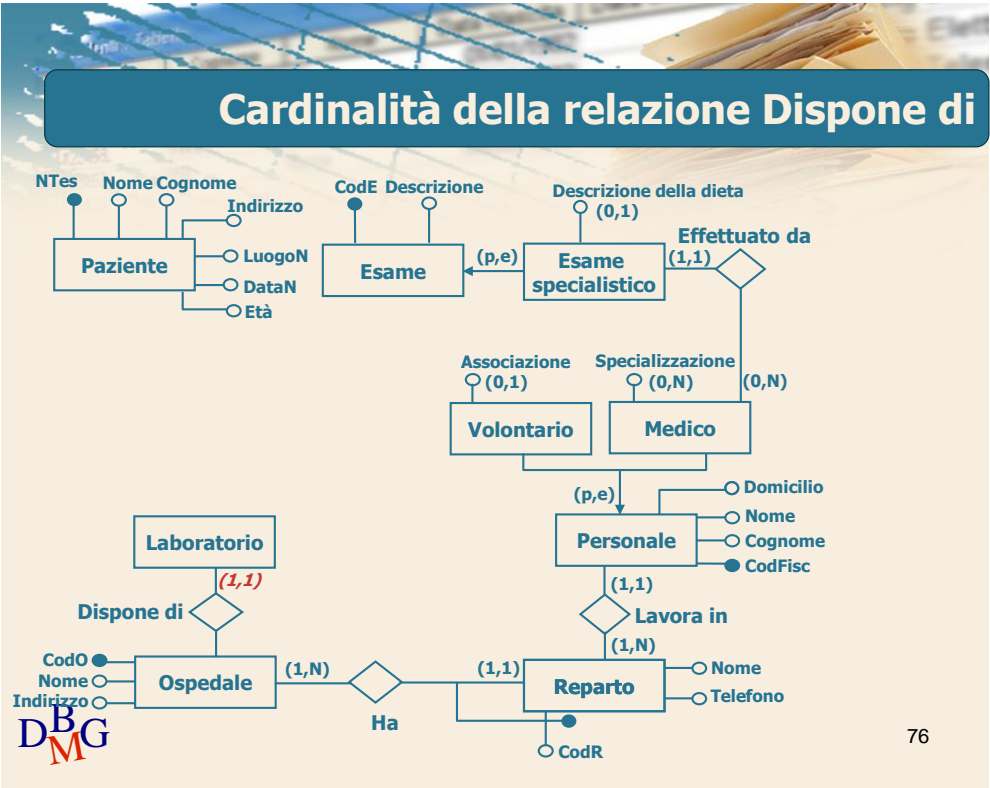 Cardinalità della relazione Dispone di
NTes
Nome Cognome
Indirizzo
LuogoN
DataN
Età
Paziente
CodE Descrizione
Esame
(p,e)
Descrizione della dieta
(0,1)
Esame
specialistico
(1,1)
Effettuato da
(0,N)
Associazione
(0,1)
Volontario
Specializzazione
(0,N)
Medico
(p,e)
Domicilio
Nome
Cognome
CodFisc
Personale
(1,1)
Lavora in
(1,N)
Laboratorio
(1,1)
Dispone di
CodO
Nome
Indirizzo
Ospedale
(1,N)
Ha
(1,1)
Reparto
Nome
Telefono
CodR
DBMG
76